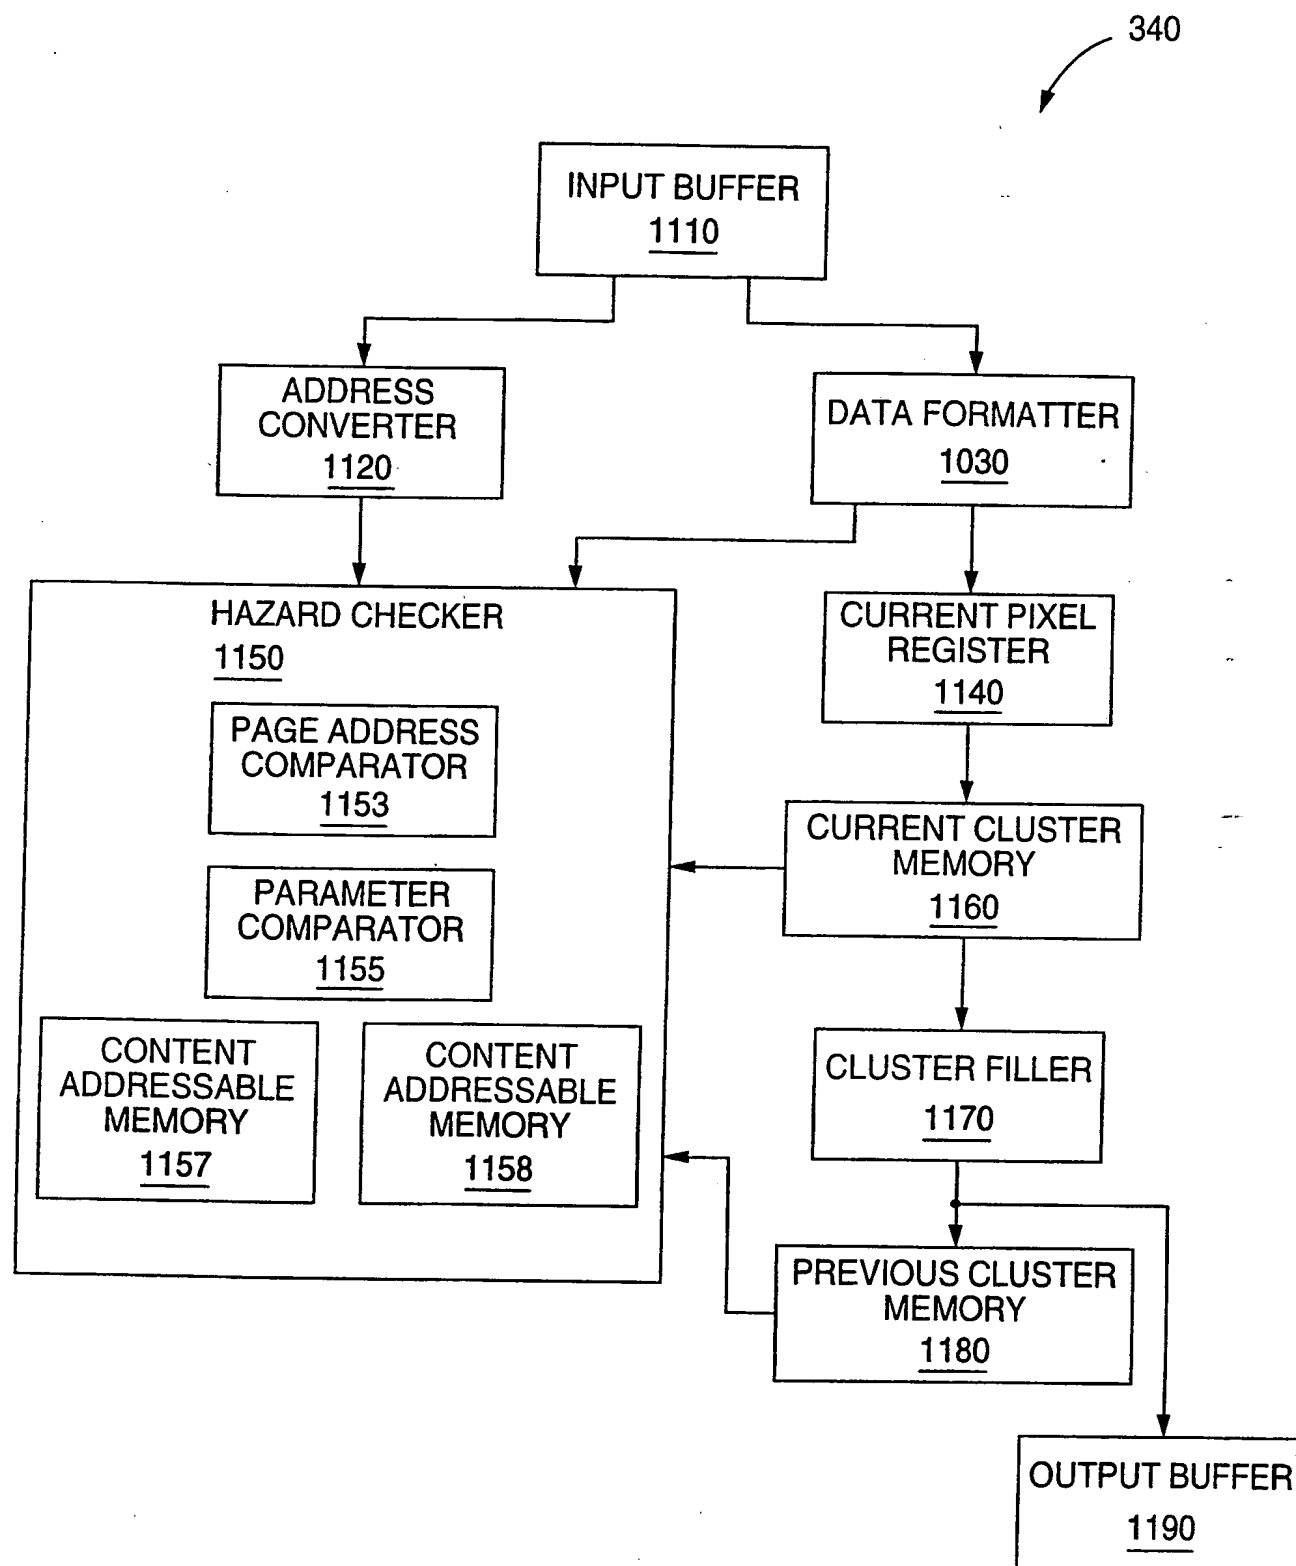 340
INPUT BUFFER
1110
ADDRESS
CONVERTER
1120
DATA FORMATTER
1030
HAZARD CHECKER
1150
CURRENT PIXEL
REGISTER
1140
PAGE ADDRESS
COMPARATOR
1153
CURRENT CLUSTER
MEMORY
1160
PARAMETER
COMPARATOR
1155
CONTENT
ADDRESSABLE
MEMORY
1157
CONTENT
ADDRESSABLE
MEMORY
1158
CLUSTER FILLER
1170
PREVIOUS CLUSTER
MEMORY
1180
OUTPUT BUFFER
1190